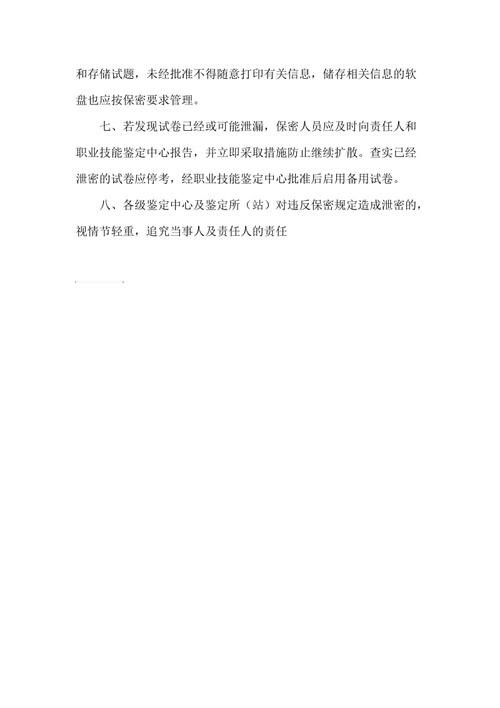 和存储试题，未经批准不得随意打印有关信息，储存相关信息的软
盘也应按保密要求管理。
七、若发现试卷已经或可能泄漏，保密人员应及时向责任人和
职业技能鉴定中心报告，并立即采取措施防止继续扩散。查实已经
泄密的试卷应停考，经职业技能鉴定中心批准后启用备用试卷。
八、各级鉴定中心及鉴定所（站）对违反保密规定造成泄密的，
视情节轻重，追究当事人及责任人的责任